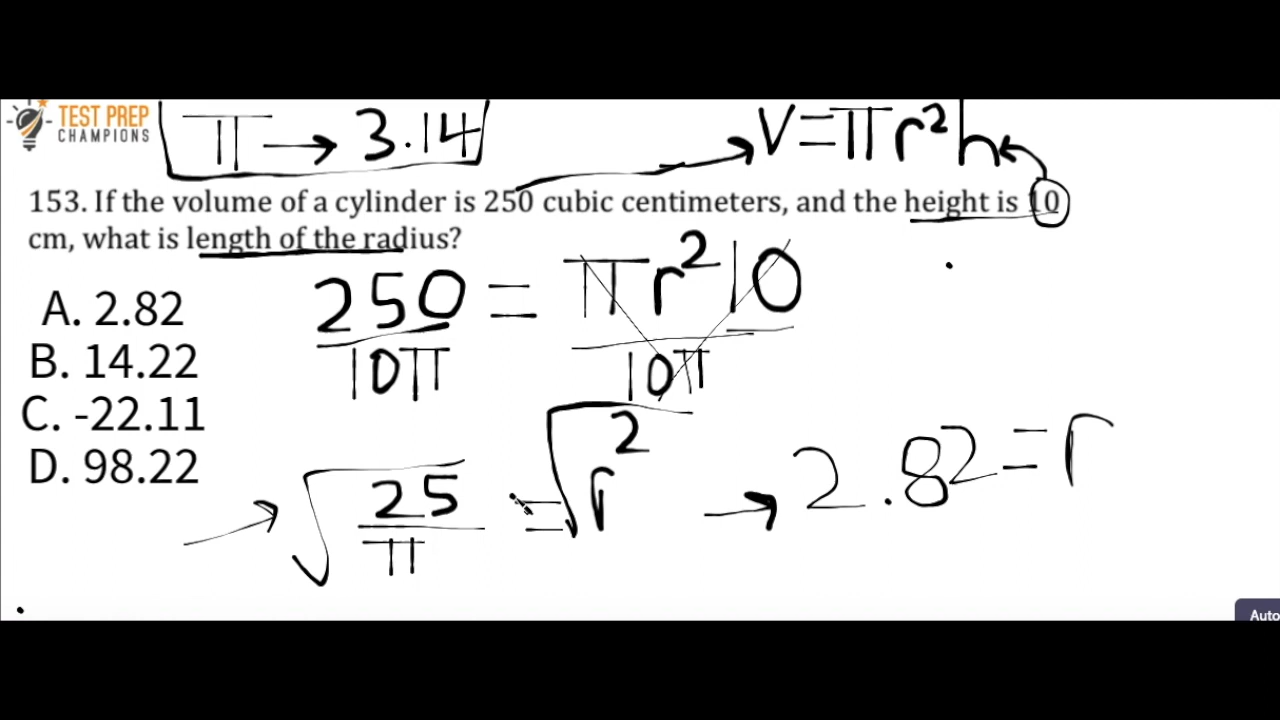 TEST PREP
CHAMPIONS
π → 3.14
V=πr²h
153. If the volume of a cylinder is 250 cubic centimeters, and the height is 10
cm, what is length of the radius?
A. 2.82
B. 14.22
C. -22.11
D. 98.22
250 = πr²10
10π 10π
√25 = √r² → 2.82=r
π
Auto